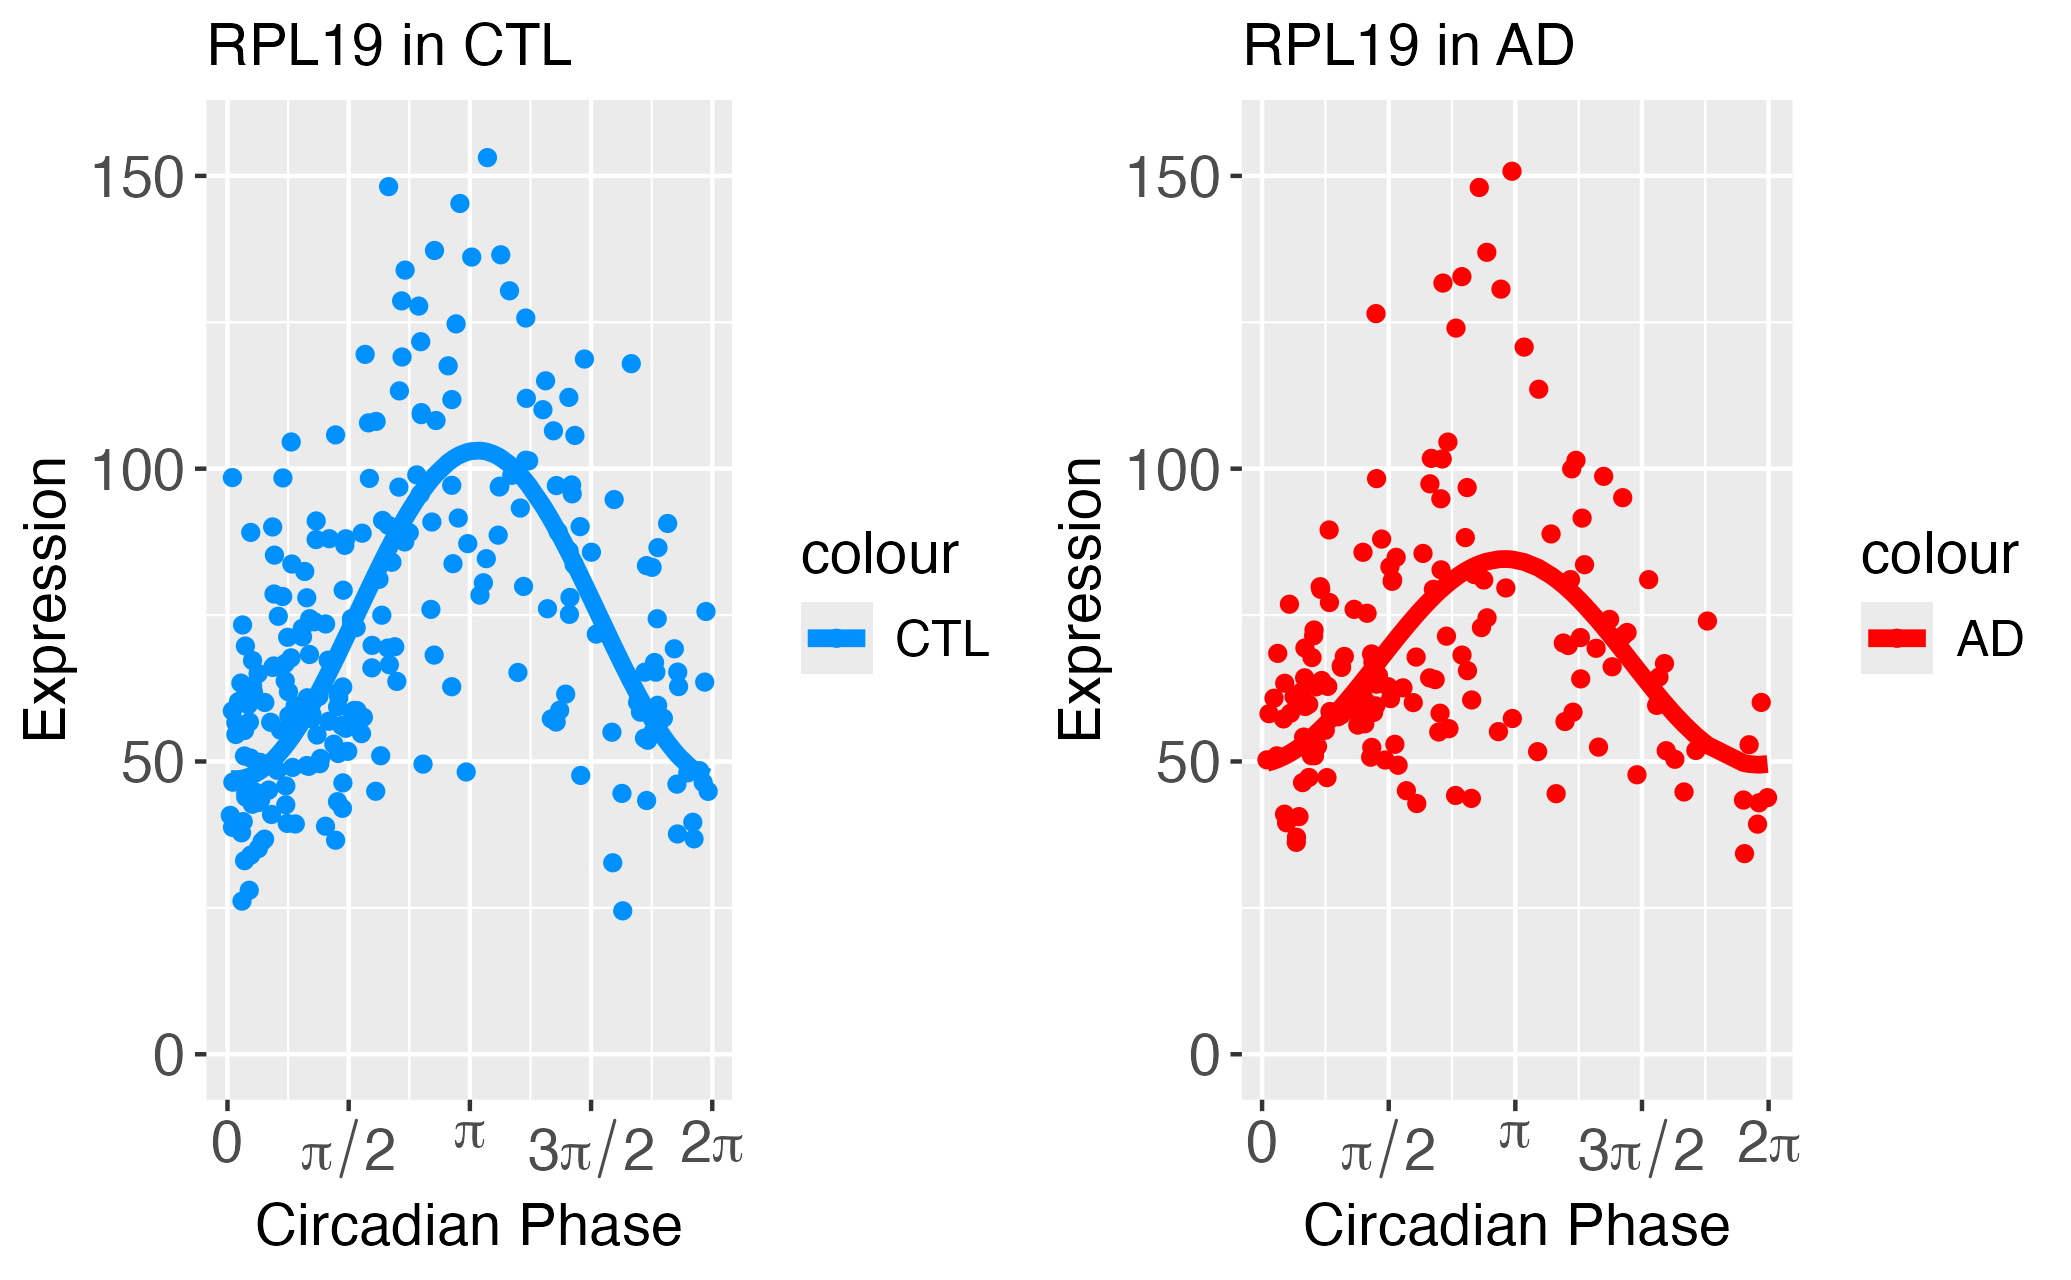 RPL19 in CTL
150
100
50
0
Expression
0 π/2 π 3π/2 2π
Circadian Phase
colour
CTL
RPL19 in AD
150
100
50
0
Expression
0 π/2 π 3π/2 2π
Circadian Phase
colour
AD